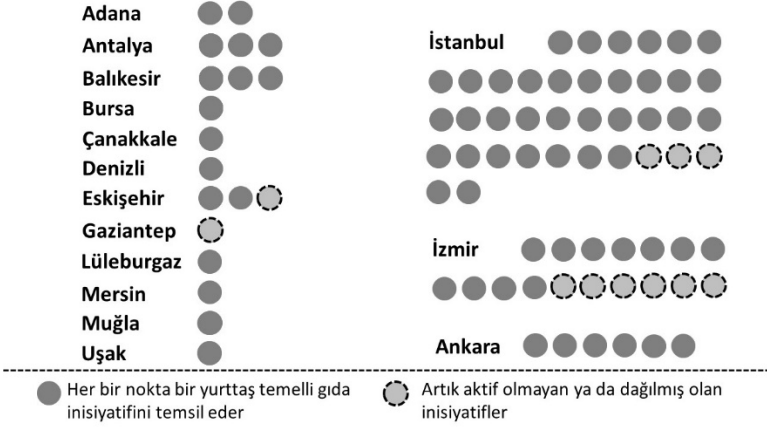 Adana
Antalya
Balıkesir
Bursa
Çanakkale
Denizli
Eskişehir
Gaziantep
Lüleburgaz
Mersin
Muğla
Uşak
İstanbul
İzmir
Ankara
Her bir nokta bir yurttaş temelli gıda
inisiyatifini temsil eder
Artık aktif olmayan ya da dağılmış olan
inisiyatifler